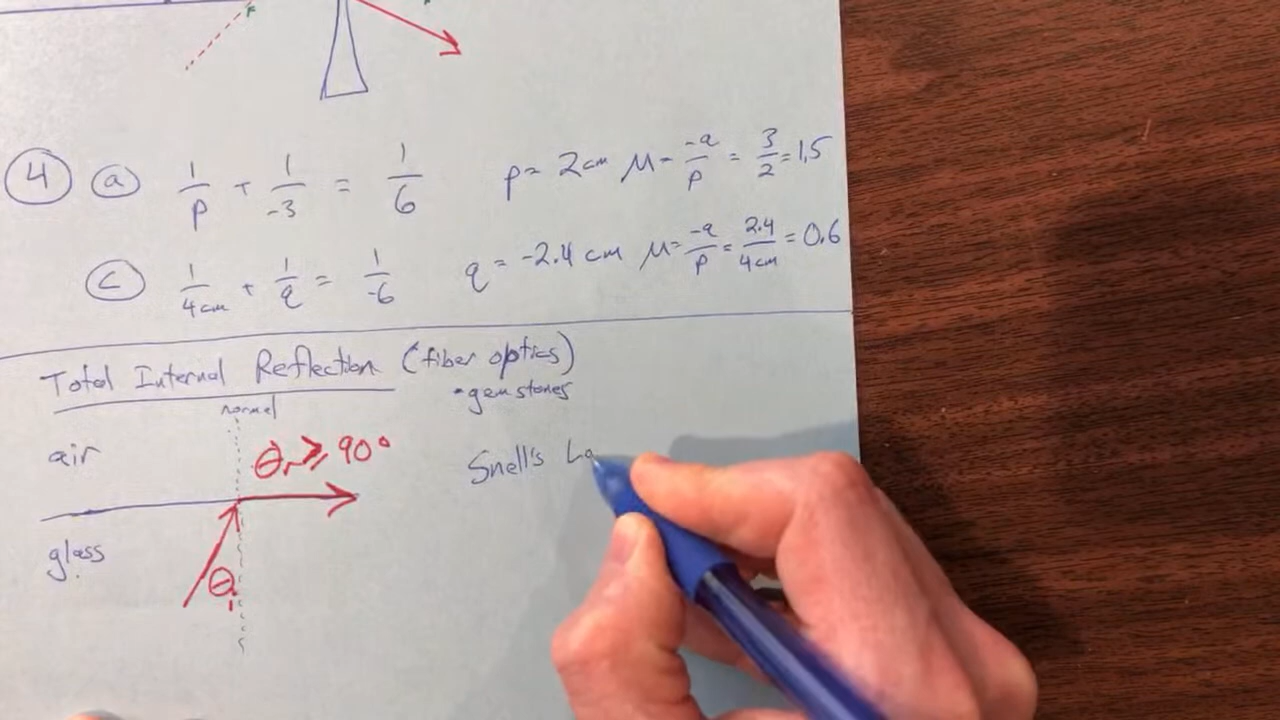 F
4 a 1/p + 1/-3 = 1/6 p = 2cm M = -q/p = 3/2 = 1.5
c 1/4cm + 1/q = 1/-6 q = -2.4 cm M = -q/p = 2.4/4cm = 0.6
Total Internal Reflection (fiber optics)
• gem stones
normal
air θr ≥ 90°
Snell's La
glass
θi